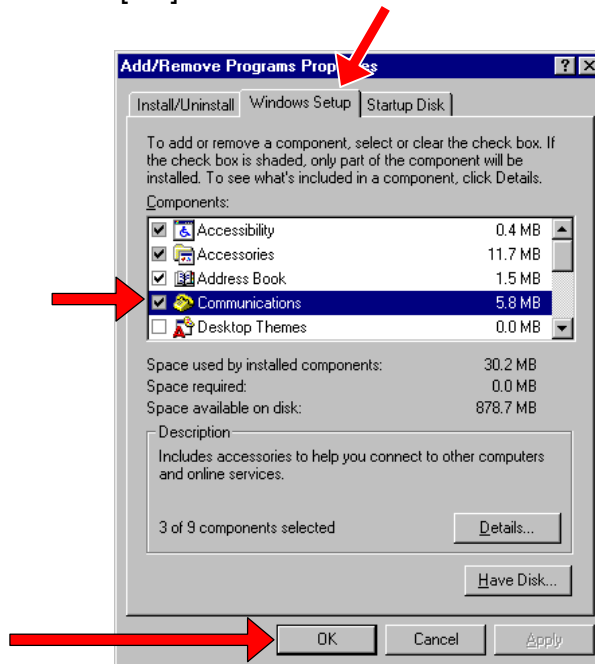 Add/Remove Programs Prop es
Install/Uninstall Windows Setup Startup Disk
To add or remove a component, select or clear the check box. If
the check box is shaded, only part of the component will be
installed. To see what's included in a component, click Details.
Components:
Accessibility 0.4 MB
Accessories 11.7 MB
Address Book 1.5 MB
Communications 5.8 MB
Desktop Themes 0.0 MB
Space used by installed components: 30.2 MB
Space required: 0.0 MB
Space available on disk: 878.7 MB
Description
Includes accessories to help you connect to other computers
and online services.
3 of 9 components selected Details...
Have Disk...
OK Cancel Apply